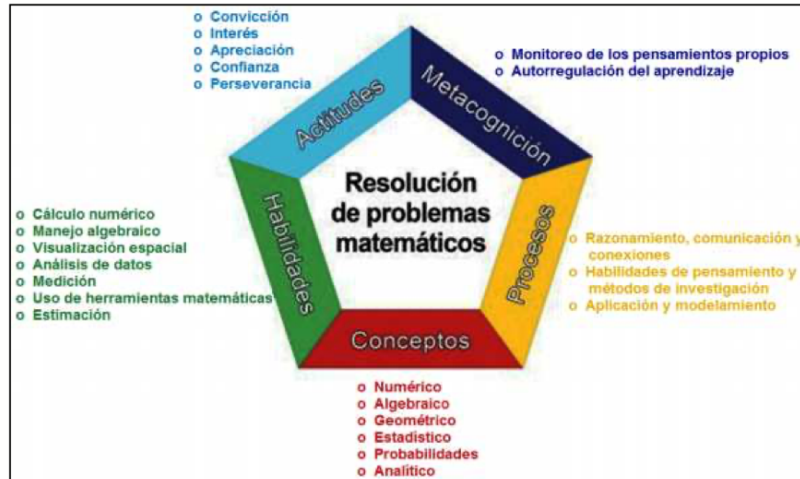 o Convicción
o Interés
o Apreciación
o Confianza
o Perseverancia
o Monitoreo de los pensamientos propios
o Autorregulación del aprendizaje
Actitudes
Metacognición
Resolución
de problemas
matemáticos
Habilidades
Procesos
Conceptos
o Cálculo numérico
o Manejo algebraico
o Visualización espacial
o Análisis de datos
o Medición
o Uso de herramientas matemáticas
o Estimación
o Razonamiento, comunicación y
conexiones
o Habilidades de pensamiento y
métodos de investigación
o Aplicación y modelamiento
o Numérico
o Algebraico
o Geométrico
o Estadístico
o Probabilidades
o Analítico